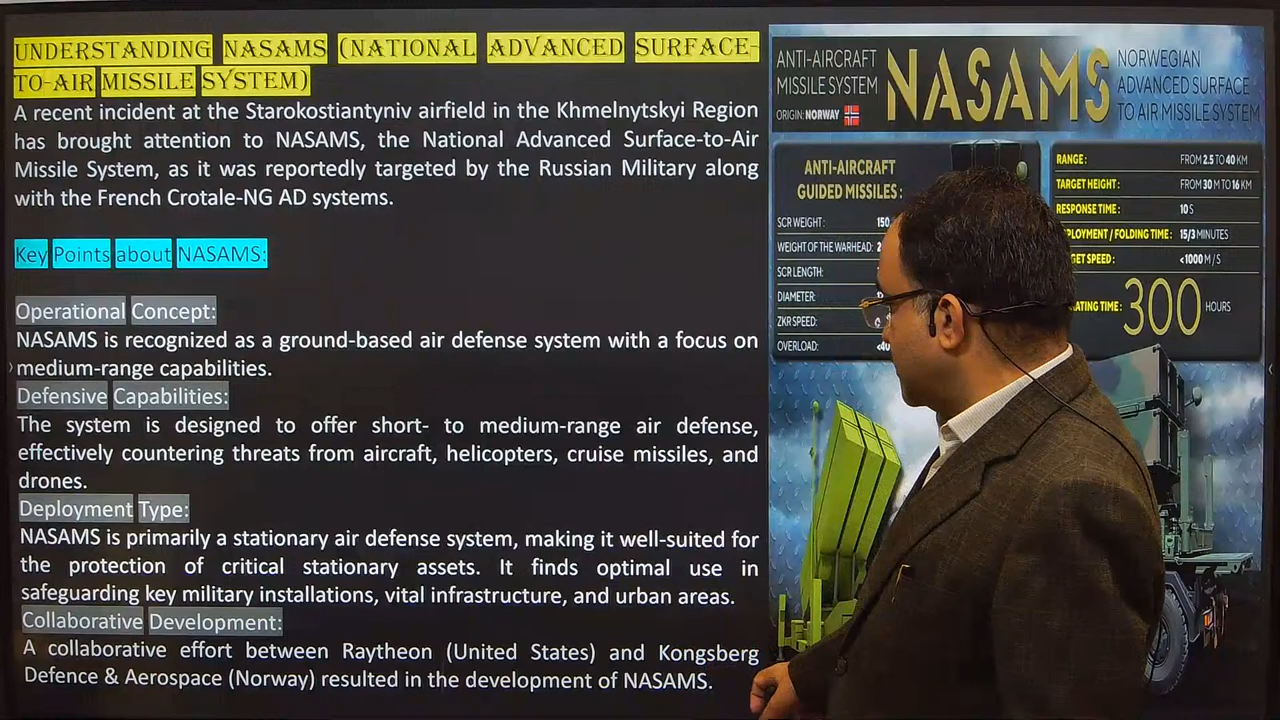 UNDERSTANDING NASAMS (NATIONAL ADVANCED SURFACE-
TO-AIR MISSILE SYSTEM)
A recent incident at the Starokostiantyniv airfield in the Khmelnytskyi Region
has brought attention to NASAMS, the National Advanced Surface-to-Air
Missile System, as it was reportedly targeted by the Russian Military along
with the French Crotale-NG AD systems.
Key Points about NASAMS:
Operational Concept:
NASAMS is recognized as a ground-based air defense system with a focus on
medium-range capabilities.
Defensive Capabilities:
The system is designed to offer short- to medium-range air defense,
effectively countering threats from aircraft, helicopters, cruise missiles, and
drones.
Deployment Type:
NASAMS is primarily a stationary air defense system, making it well-suited for
the protection of critical stationary assets. It finds optimal use in
safeguarding key military installations, vital infrastructure, and urban areas.
Collaborative Development:
A collaborative effort between Raytheon (United States) and Kongsberg
Defence & Aerospace (Norway) resulted in the development of NASAMS.
ANTI-AIRCRAFT
MISSILE SYSTEM
ORIGIN: NORWAY
NASAMS
NORWEGIAN
ADVANCED SURFACE
TO AIR MISSILE SYSTEM
ANTI-AIRCRAFT
GUIDED MISSILES:
SCR WEIGHT: 150
WEIGHT OF THE WARHEAD:
SCR LENGTH:
DIAMETER:
ZKR SPEED:
OVERLOAD: <40
RANGE: FROM 2.5 TO 40 KM
TARGET HEIGHT: FROM 30 M TO 16 KM
RESPONSE TIME: 10 S
/ FOLDING TIME: 15/3 MINUTES
SPEED: <1000 M/S
TIME: 300 HOURS